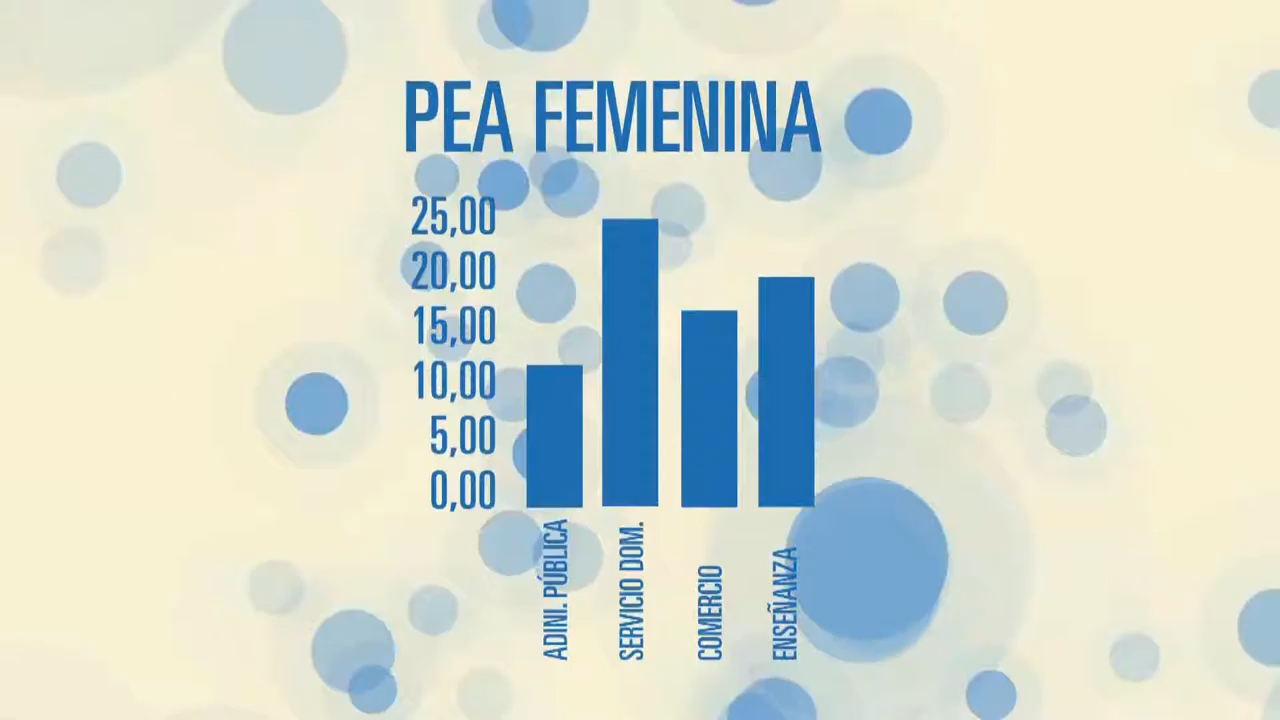 PEA FEMENINA
25,00
20,00
15,00
10,00
5,00
0,00
ADINI. PÚBLICA
SERVICIO DOM.
COMERCIO
ENSEÑANZA